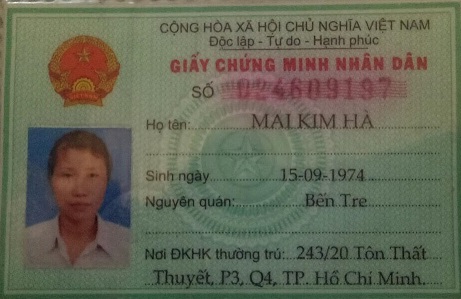 CỘNG HÒA XÃ HỘI CHỦ NGHĨA VIỆT NAM
Độc lập - Tự do - Hạnh phúc
GIẤY CHỨNG MINH NHÂN DÂN
SỐ 024609197
Họ tên: MAI KIM HÀ
Sinh ngày 15-09-1974
Nguyên quán: Bến Tre
Nơi ĐKHK thường trú: 243/20 Tôn Thất
Thuyết, P3, Q4, TP. Hồ Chí Minh.